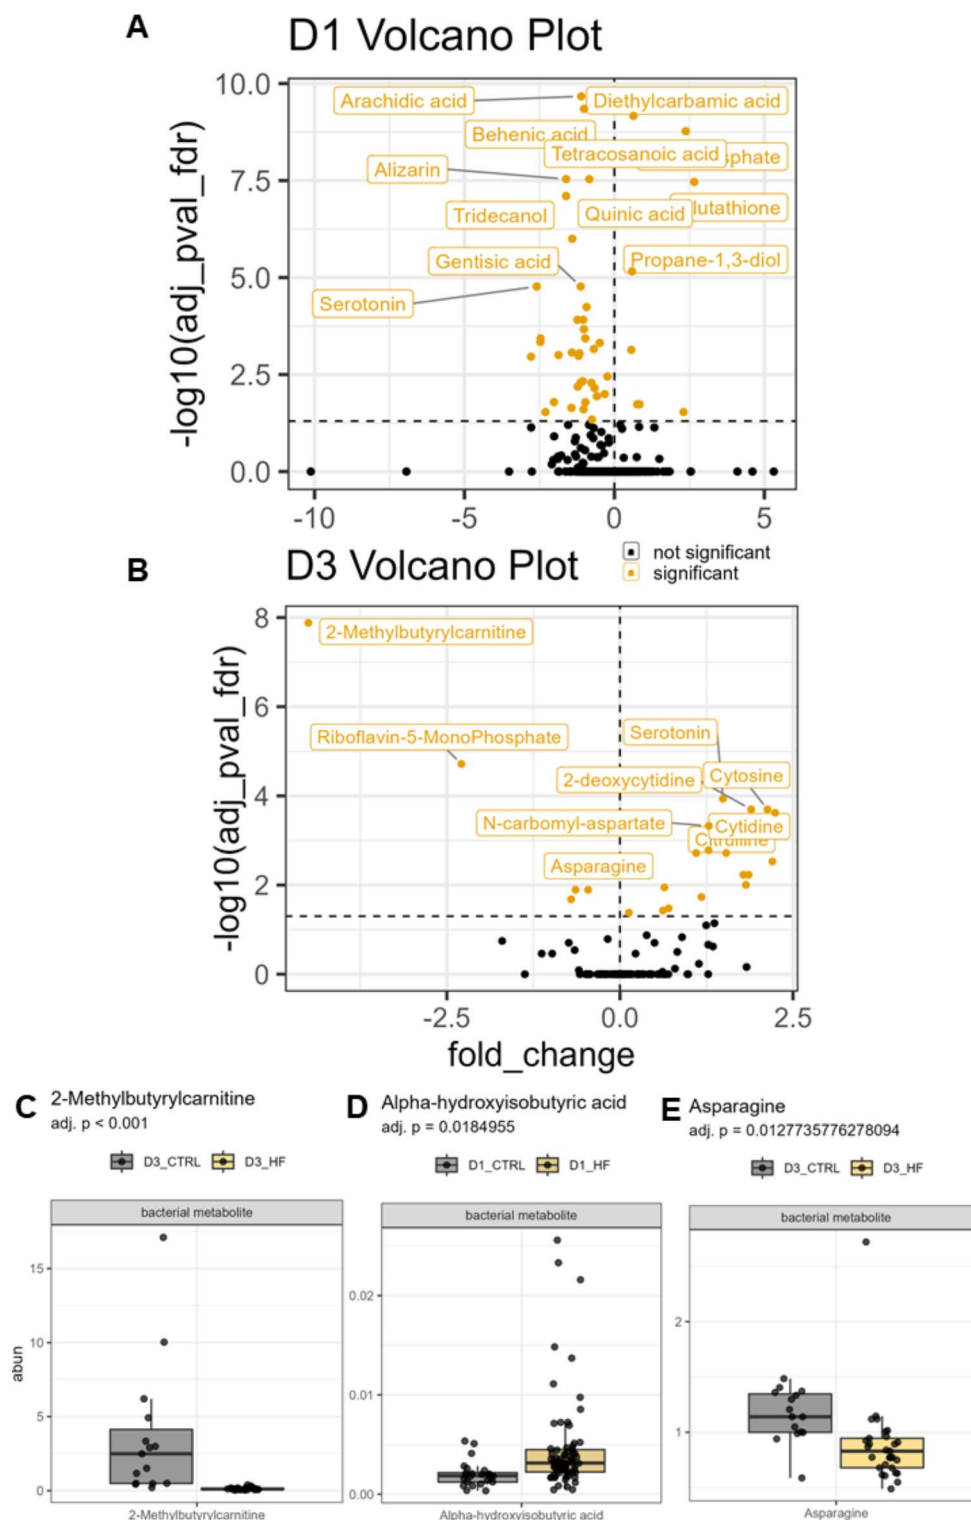 A
D1 Volcano Plot
-log10(adj_pval_fdr)
10.0
7.5
5.0
2.5
0.0
Arachidic acid
Diethylcarbamic acid
Behenic acid
Tetracosanoic acid
Alizarin
Tridecanol
Quinic acid
Gentisic acid
Propane-1,3-diol
Serotonin
-10
-5
0
5
not significant
significant
B
D3 Volcano Plot
-log10(adj_pval_fdr)
8
6
4
2
0
2-Methylbutyrylcarnitine
Riboflavin-5-MonoPhosphate
Serotonin
2-deoxycytidine
Cytosine
N-carbomyl-aspartate
Cytidine
Asparagine
-2.5
0.0
2.5
fold_change
C
2-Methylbutyrylcarnitine
adj. p < 0.001
D3_CTRL
D3_HF
bacterial metabolite
abun
15
10
5
0
2-Methylbutyrylcarnitine
D
Alpha-hydroxyisobutyric acid
adj. p = 0.0184955
D1_CTRL
D1_HF
bacterial metabolite
0.02
0.01
0.00
Alpha-hydroxyisobutyric acid
E
Asparagine
adj. p = 0.0127735776278094
D3_CTRL
D3_HF
bacterial metabolite
2
1
Asparagine